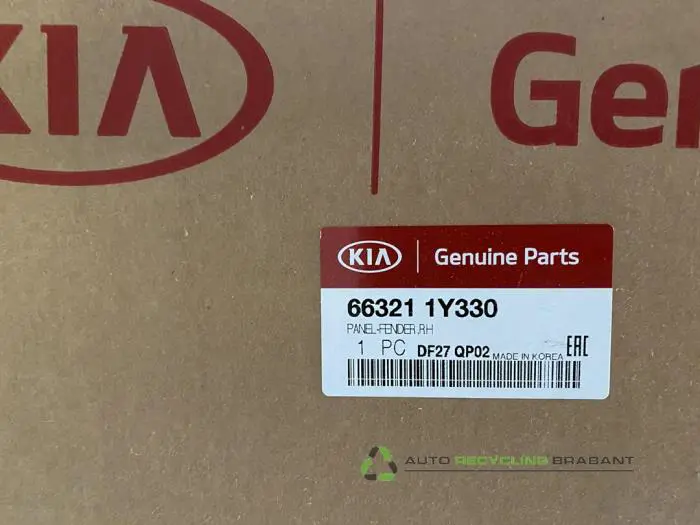 KIA
Gen
KIA Genuine Parts
66321 1Y330
PANEL-FENDER,RH
1 PC DF27 QP02 MADE IN KOREA EAC
AUTO RECYCLING BRABANT